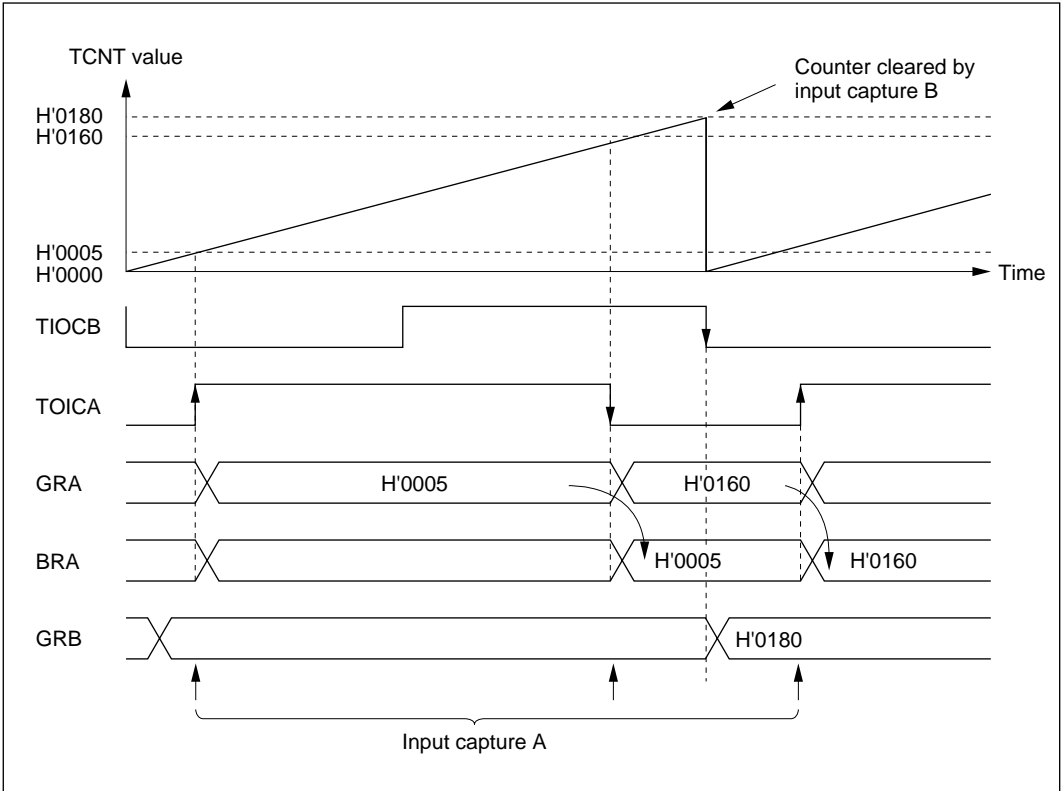 TCNT value
Counter cleared by
input capture B
H'0180
H'0160
H'0005
H'0000
Time
TIOCB
TOICA
GRA
H'0005
H'0160
BRA
H'0005
H'0160
GRB
H'0180
Input capture A